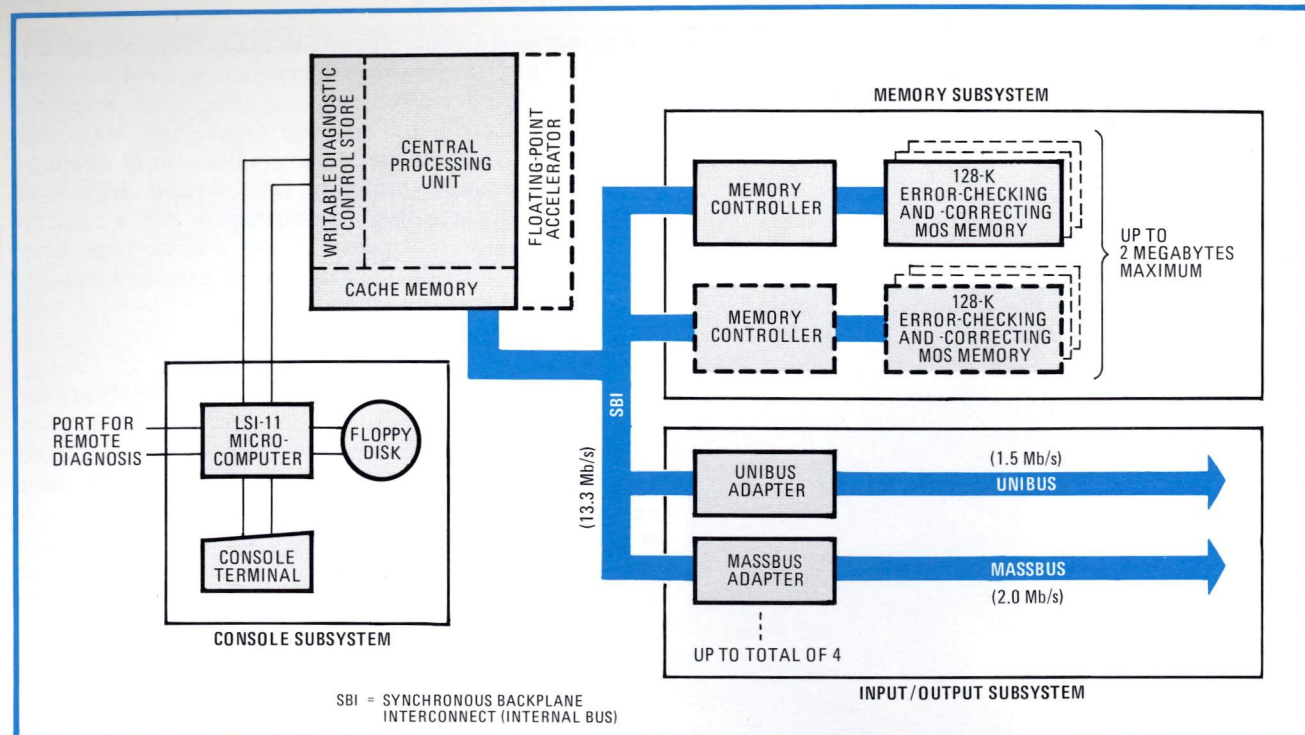 WRITABLE DIAGNOSTIC
CONTROL STORE
CENTRAL
PROCESSING
UNIT
CACHE MEMORY
FLOATING-POINT
ACCELERATOR
MEMORY SUBSYSTEM
MEMORY
CONTROLLER
128-K
ERROR-CHECKING
AND -CORRECTING
MOS MEMORY
UP TO
2 MEGABYTES
MAXIMUM
MEMORY
CONTROLLER
128-K
ERROR-CHECKING
AND -CORRECTING
MOS MEMORY
SBI
(13.3 Mb/s)
PORT FOR
REMOTE
DIAGNOSIS
LSI-11
MICRO-
COMPUTER
FLOPPY
DISK
CONSOLE
TERMINAL
CONSOLE SUBSYSTEM
UNIBUS
ADAPTER
(1.5 Mb/s)
UNIBUS
MASSBUS
ADAPTER
MASSBUS
(2.0 Mb/s)
UP TO TOTAL OF 4
INPUT/OUTPUT SUBSYSTEM
SBI = SYNCHRONOUS BACKPLANE
INTERCONNECT (INTERNAL BUS)